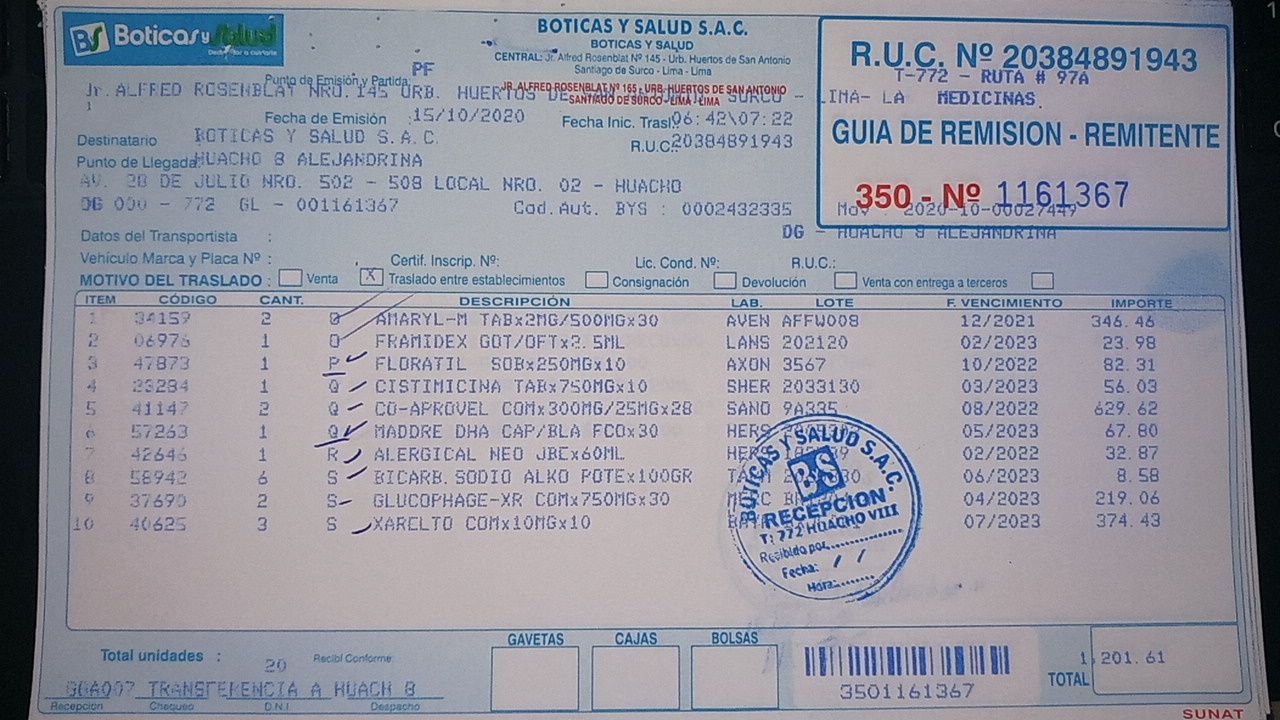 BS Boticas y Salud
BOTICAS Y SALUD S.A.C.
BOTICAS Y SALUD
CENTRAL: Jr. Alfred Rosenblat Nº 145 - Urb. Huertos de San Antonio
Santiago de Surco - Lima - Lima
JR. ALFRED ROSENBLAT Nº 165 - URB. HUERTOS DE SAN ANTONIO
SANTIAGO DE SURCO - LIMA - LIMA
R.U.C. Nº 20384891943
T-772 - RUTA # 97A
MEDICINAS.
GUIA DE REMISION - REMITENTE
350 - Nº 1161367
Mov. 2020-10-00027449
DG - HUACHO 8 ALEJANDRINA
Punto de Emisión y Partida: PF
Jr. ALFRED ROSENBLAT NRO. 145 URB. HUERTOS DE SURCO - LIMA- LA
Fecha de Emisión :15/10/2020 Fecha Inic. Trasl. 06:42\07:22
Destinatario BOTICAS Y SALUD S.A.C. R.U.C.: 20384891943
Punto de Llegada: HUACHO 8 ALEJANDRINA
AV. 28 DE JULIO NRO. 502 - 508 LOCAL NRO. 02 - HUACHO
DG 000 - 772 GL - 001161367 Cod.Aut. BYS : 0002432335
Datos del Transportista :
Vehículo Marca y Placa Nº : Certif. Inscrip. Nº: Lic. Cond. Nº: R.U.C.:
MOTIVO DEL TRASLADO : Venta X Traslado entre establecimientos Consignación Devolución Venta con entrega a terceros
ITEM CÓDIGO CANT. DESCRIPCIÓN LAB. LOTE F. VENCIMIENTO IMPORTE
1 34159 2 AMARYL-M TABx2MG/500MGx30 AVEN AFFW008 12/2021 346.46
2 06976 1 FRAMIDEX GOT/OFTx2.5ML LANS 202120 02/2023 23.98
3 47873 1 P FLORATIL SOBx250MGx10 AXON 3567 10/2022 82.31
4 23284 1 Q CISTIMICINA TABx750MGx10 SHER 2033130 03/2023 56.03
5 41147 2 Q CO-APROVEL COMx300MG/25MGx28 SANO 9A335 08/2022 629.62
6 57263 1 Q MADDRE DHA CAP/BLA FCOx30 HERS 05/2023 67.80
7 42646 1 R ALERGICAL NEO JBEx60ML HERS 02/2022 32.87
8 58942 6 S BICARB.SODIO ALKO POTEx100GR 06/2023 8.58
9 37690 2 S GLUCOPHAGE-XR COMx750MGx30 MERC 04/2023 219.06
10 40625 3 S XARELTO COMx10MGx10 07/2023 374.43
BOTICAS Y SALUD S.A.C.
BS
RECEPCION
T: 772 HUACHO VIII
Recibido por
Fecha: / /
Hora:
GAVETAS CAJAS BOLSAS
Total unidades : 20 Recibí Conforme
3501161367
TOTAL 1,201.61
GGA007 TRANSFERENCIA A HUACH 8
Recepción Chequeo D.N.I. Despacho
SUNAT